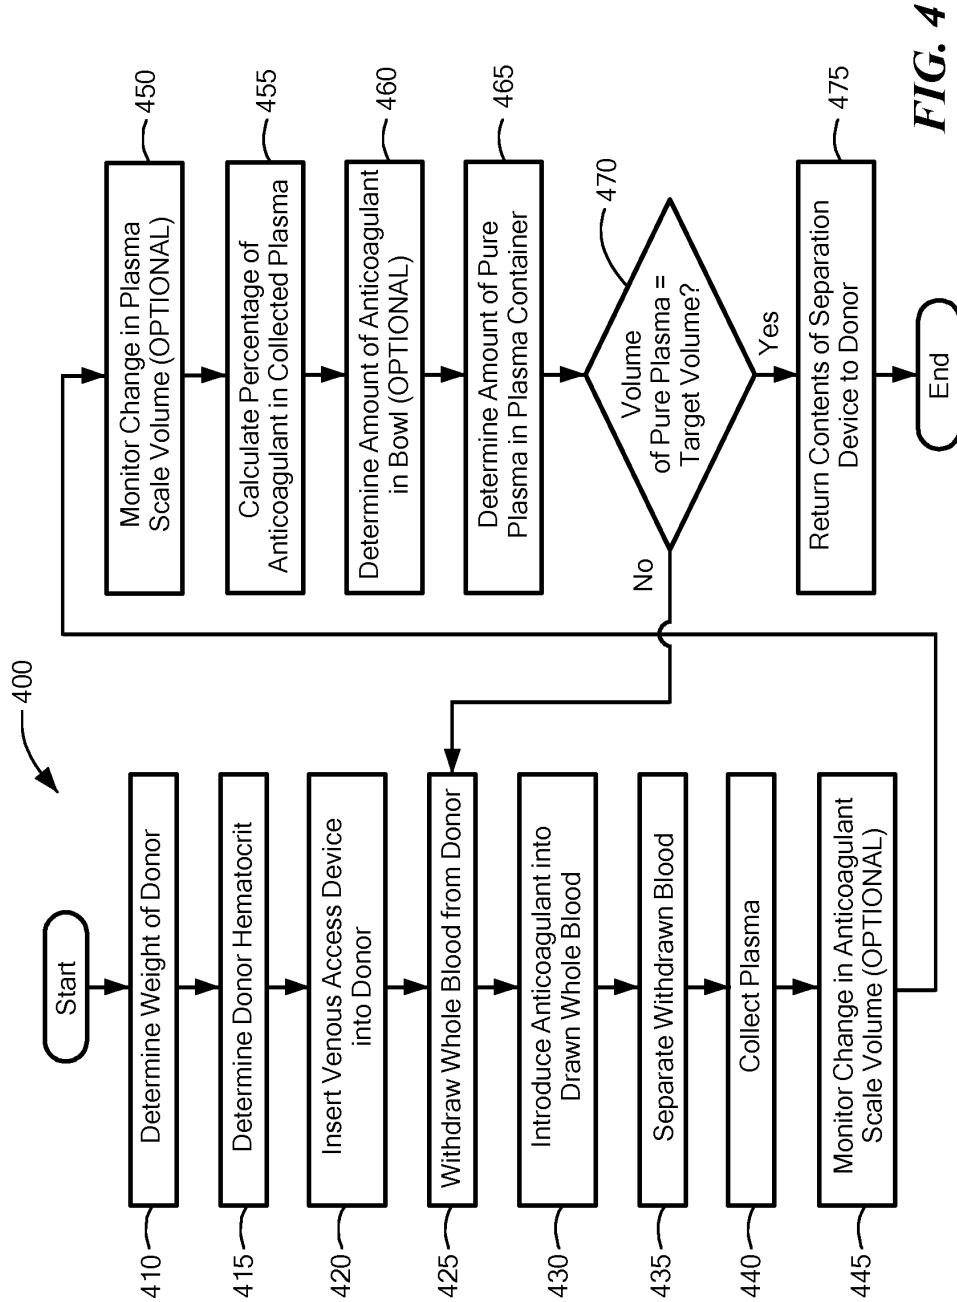 400
Start
410
Determine Weight of Donor
415
Determine Donor Hematocrit
420
Insert Venous Access Device
into Donor
425
Withdraw Whole Blood from Donor
430
Introduce Anticoagulant into
Drawn Whole Blood
435
Separate Withdrawn Blood
440
Collect Plasma
445
Monitor Change in Anticoagulant
Scale Volume (OPTIONAL)
450
Monitor Change in Plasma
Scale Volume (OPTIONAL)
455
Calculate Percentage of
Anticoagulant in Collected Plasma
460
Determine Amount of Anticoagulant
in Bowl (OPTIONAL)
465
Determine Amount of Pure
Plasma in Plasma Container
470
Volume
of Pure Plasma =
Target Volume?
No
Yes
475
Return Contents of Separation
Device to Donor
End
FIG. 4